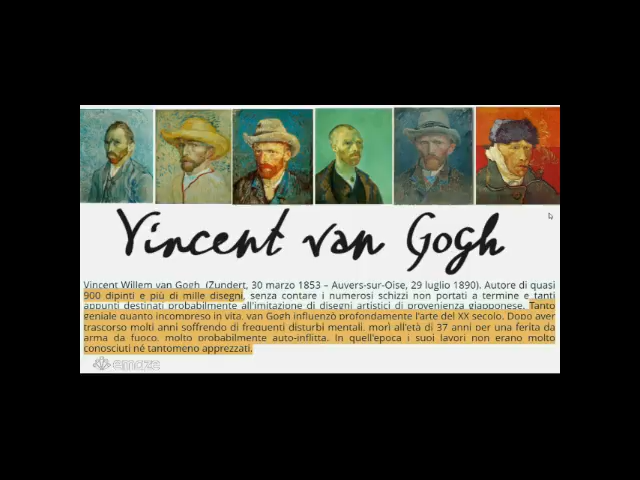 Vincent van Gogh
Vincent Willem van Gogh (Zundert, 30 marzo 1853 – Auvers-sur-Oise, 29 luglio 1890). Autore di quasi
900 dipinti e più di mille disegni, senza contare i numerosi schizzi non portati a termine e tanti
appunti destinati probabilmente all'imitazione di disegni artistici di provenienza giapponese. Tanto
geniale quanto incompreso in vita, van Gogh influenzò profondamente l'arte del XX secolo. Dopo aver
trascorso molti anni soffrendo di frequenti disturbi mentali, morì all'età di 37 anni per una ferita da
arma da fuoco, molto probabilmente auto-inflitta. In quell'epoca i suoi lavori non erano molto
conosciuti né tantomeno apprezzati.
emaze